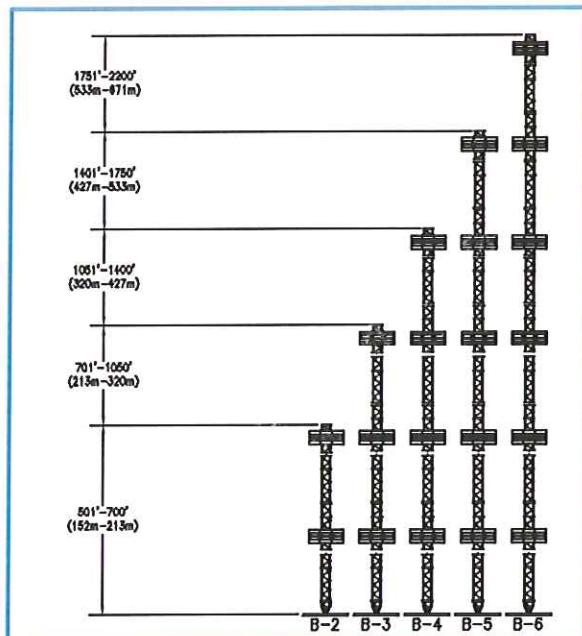 1751'-2200'
(533m-671m)
1401'-1750'
(427m-533m)
1051'-1400'
(320m-427m)
701'-1050'
(213m-320m)
501'-700'
(152m-213m)
B-2 B-3 B-4 B-5 B-6